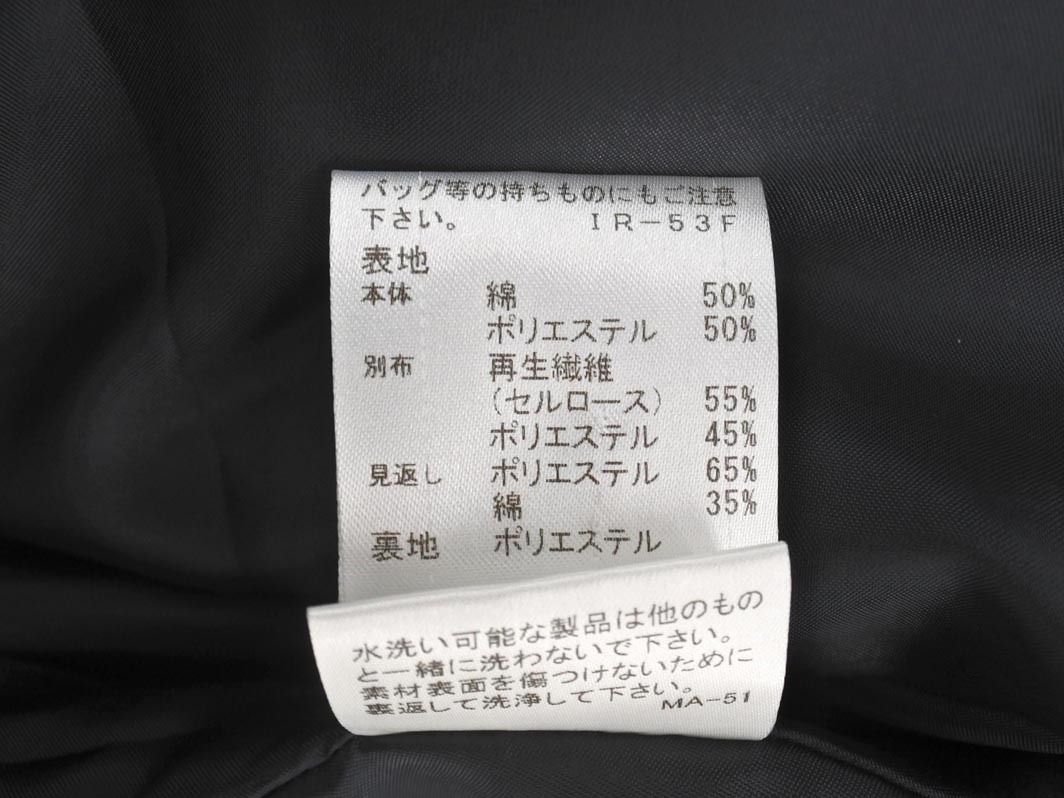 バッグ等の持ちものにもご注意
下さい。 IR-53F
表地
本体 綿 50%
ポリエステル 50%
別布 再生繊維
(セルロース) 55%
ポリエステル 45%
見返し ポリエステル 65%
綿 35%
裏地 ポリエステル
水洗い可能な製品は他のもの
と一緒に洗わないで下さい。
素材表面を傷つけないために
裏返して洗浄して下さい。
MA-51